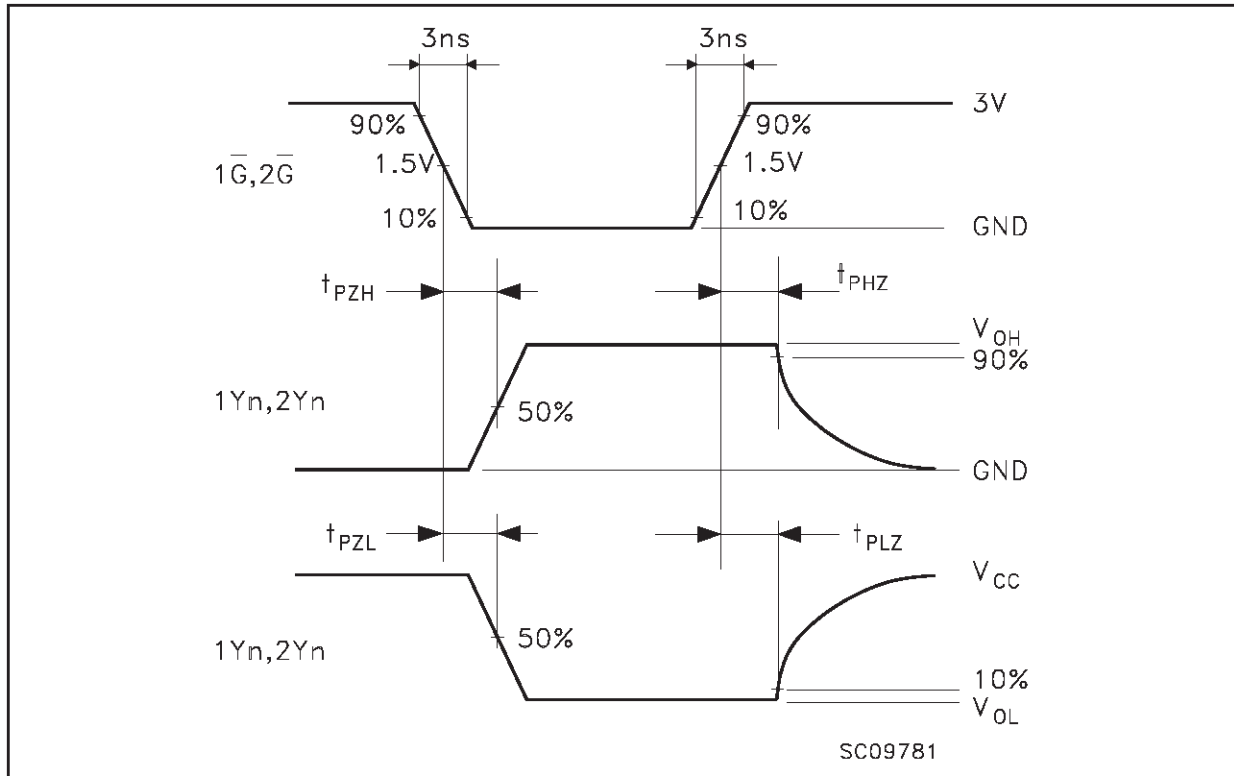 3ns 3ns
3V
90% 90%
1G̅,2G̅ 1.5V 1.5V
10% 10%
GND
tPZH tPHZ
VOH
90%
1Yn,2Yn 50%
GND
tPZL tPLZ
VCC
1Yn,2Yn 50%
10%
VOL
SC09781